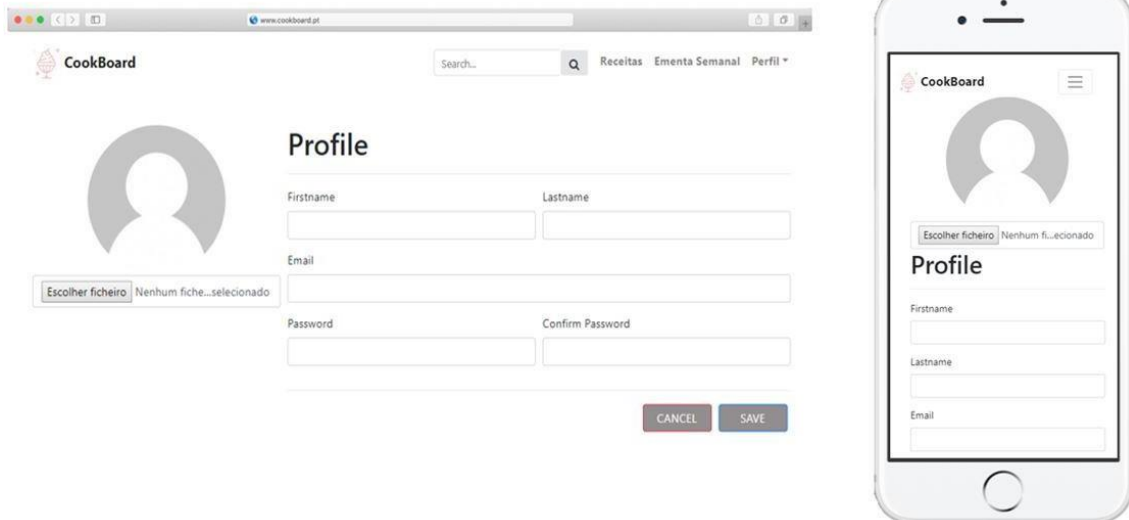 www.cookboard.pt
CookBoard
Search...
Receitas Ementa Semanal Perfil
Profile
Firstname Lastname
Email
Escolher ficheiro Nenhum fiche...selecionado
Password Confirm Password
CANCEL SAVE
CookBoard
Escolher ficheiro Nenhum fi...ecionado
Profile
Firstname
Lastname
Email